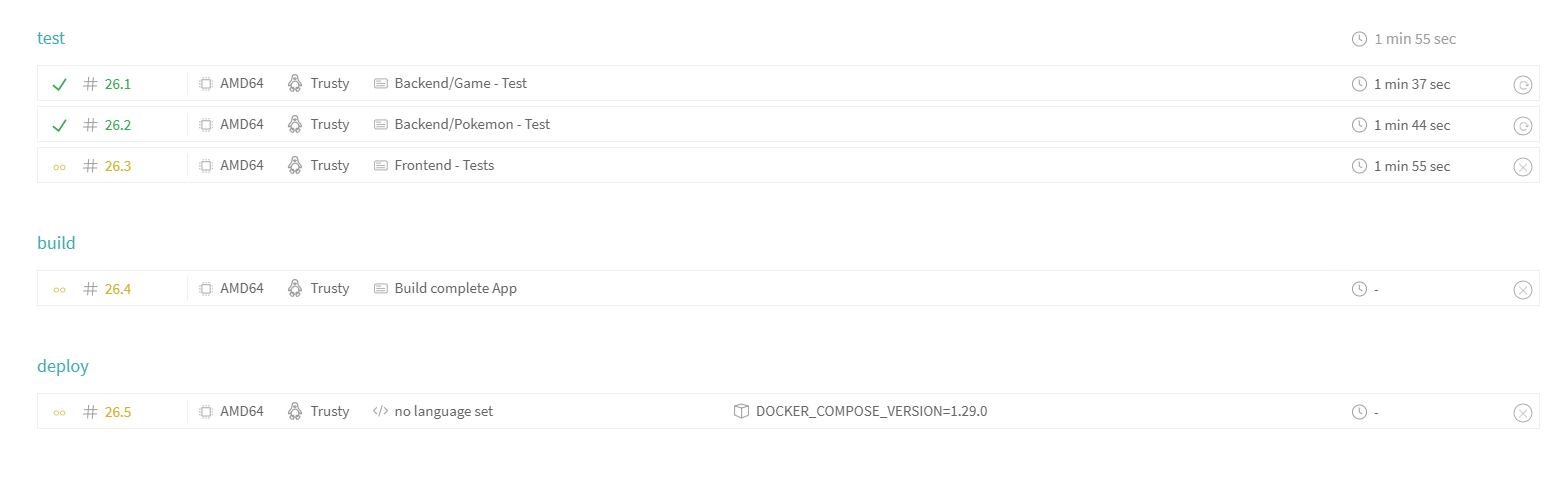 test 1 min 55 sec
# 26.1 AMD64 Trusty Backend/Game - Test 1 min 37 sec
# 26.2 AMD64 Trusty Backend/Pokemon - Test 1 min 44 sec
# 26.3 AMD64 Trusty Frontend - Tests 1 min 55 sec
build
# 26.4 AMD64 Trusty Build complete App -
deploy
# 26.5 AMD64 Trusty </> no language set DOCKER_COMPOSE_VERSION=1.29.0 -